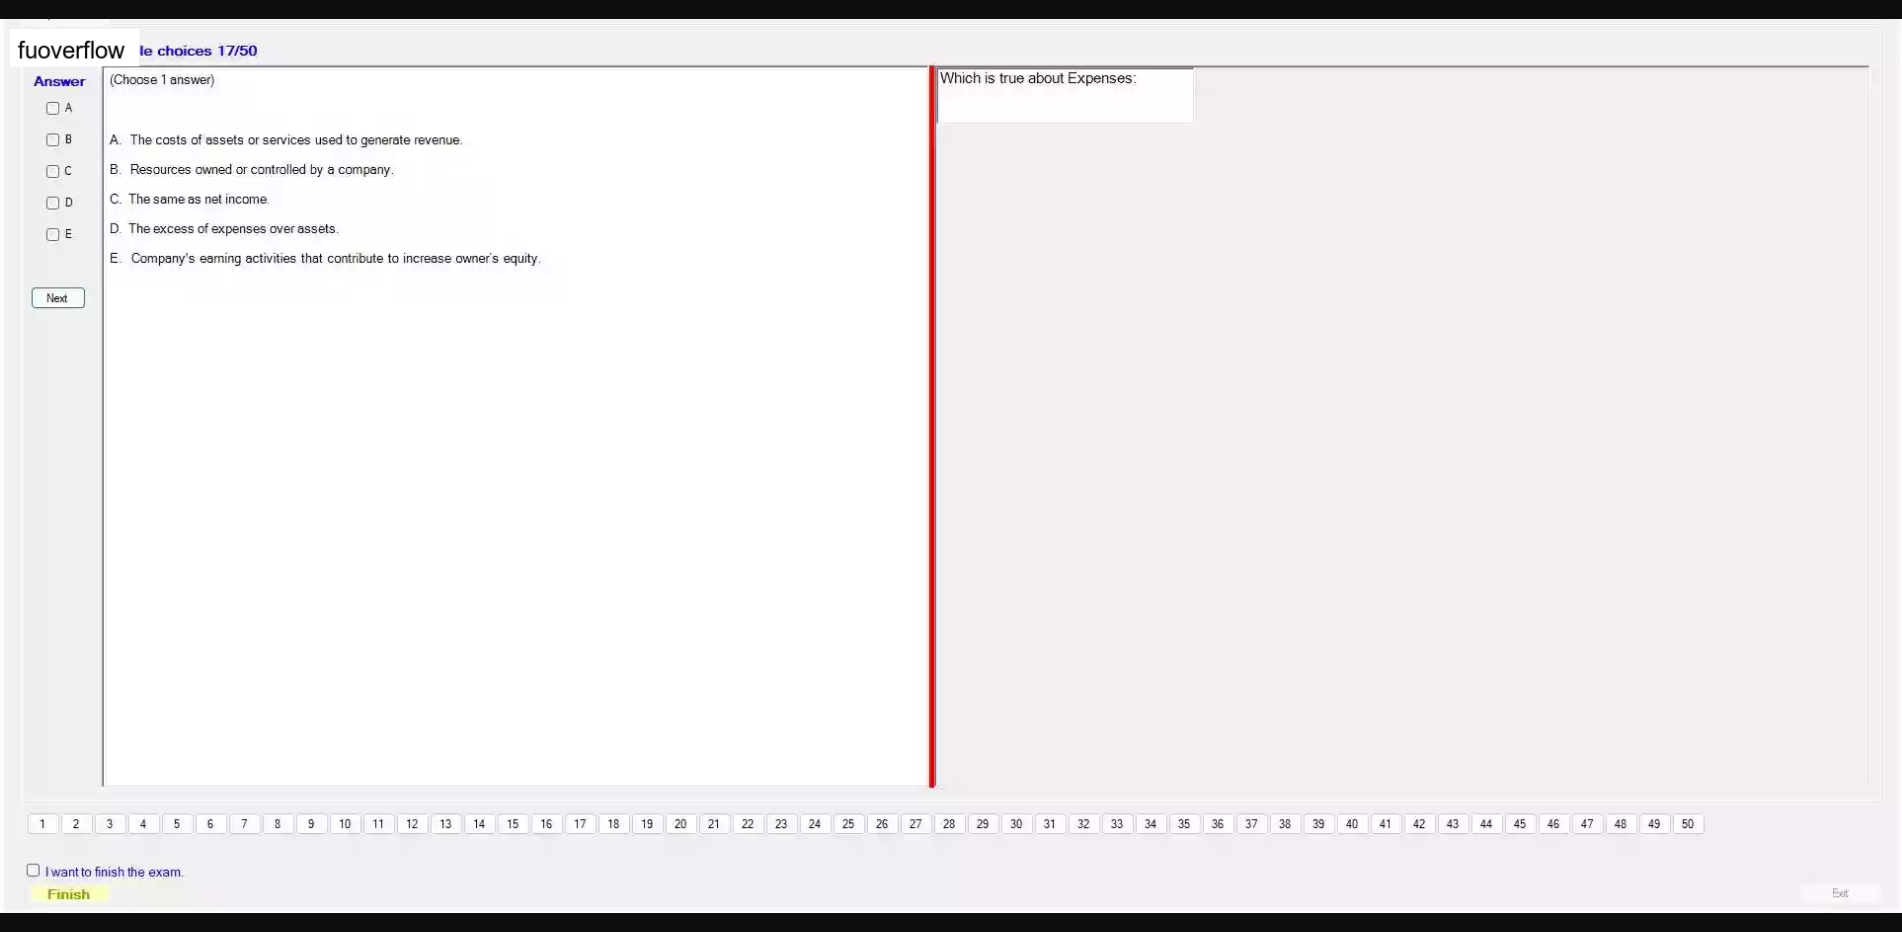 fuoverflow le choices 17/50
Answer
A
B
C
D
E
Next
(Choose 1 answer)
A. The costs of assets or services used to generate revenue.
B. Resources owned or controlled by a company.
C. The same as net income.
D. The excess of expenses over assets.
E. Company's earning activities that contribute to increase owner's equity.
Which is true about Expenses:
1 2 3 4 5 6 7 8 9 10 11 12 13 14 15 16 17 18 19 20 21 22 23 24 25 26 27 28 29 30 31 32 33 34 35 36 37 38 39 40 41 42 43 44 45 46 47 48 49 50
I want to finish the exam.
Finish
Exit